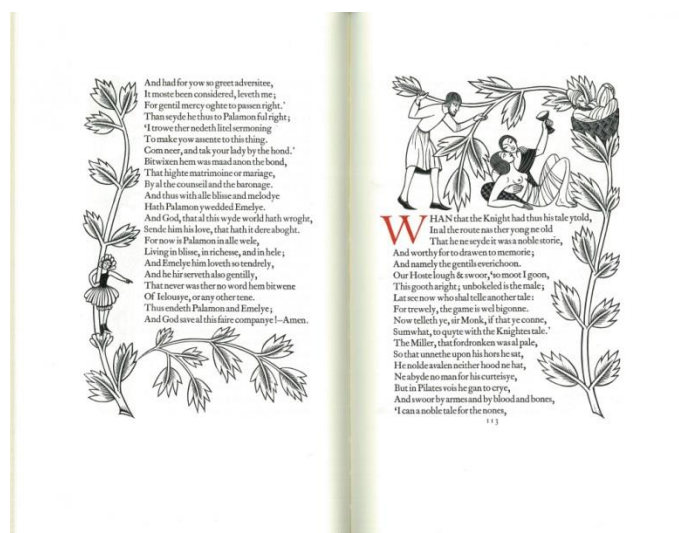 And had for yow so greet adversitee,
It moste been considered, leveth me;
For gentil mercy oghte to passen right.'
Than seyde he thus to Palamon ful right;
'I trowe ther nedeth litel sermoning
To make yow assente to this thing.
Com neer, and tak your lady by the hond.'
Bitwixen hem was maad anon the bond,
That highte matrimoine or mariage,
By al the counseil and the baronage.
And thus with alle blisse and melodye
Hath Palamon ywedded Emelye.
And God, that al this wyde world hath wroght,
Sende him his love, that hath it dere aboght.
For now is Palamon in alle wele,
Living in blisse, in richesse, and in hele;
And Emelye him loveth so tendrely,
And he hir serveth also gentilly,
That never was ther no word hem bitwene
Of Ielousye, or any other tene.
Thus endeth Palamon and Emelye;
And God save al this faire companye!—Amen.
WHAN that the Knight had thus his tale ytold,
In al the route nas ther yong ne old
That he ne seyde it was a noble storie,
And worthy for to drawen to memorie;
And namely the gentils everichoon.
Our Hoste lough & swoor, 'so moot I goon,
This gooth aright; unbokeled is the male;
Lat see now who shal telle another tale:
For trewely, the game is wel bigonne.
Now telleth ye, sir Monk, if that ye conne,
Sumwhat, to quyte with the Knightes tale.'
The Miller, that fordronken was al pale,
So that unnethe upon his hors he sat,
He nolde avalen neither hood ne hat,
Ne abyde no man for his curteisye,
But in Pilates vois he gan to crye,
And swoor by armes and by blood and bones,
'I can a noble tale for the nones,
113